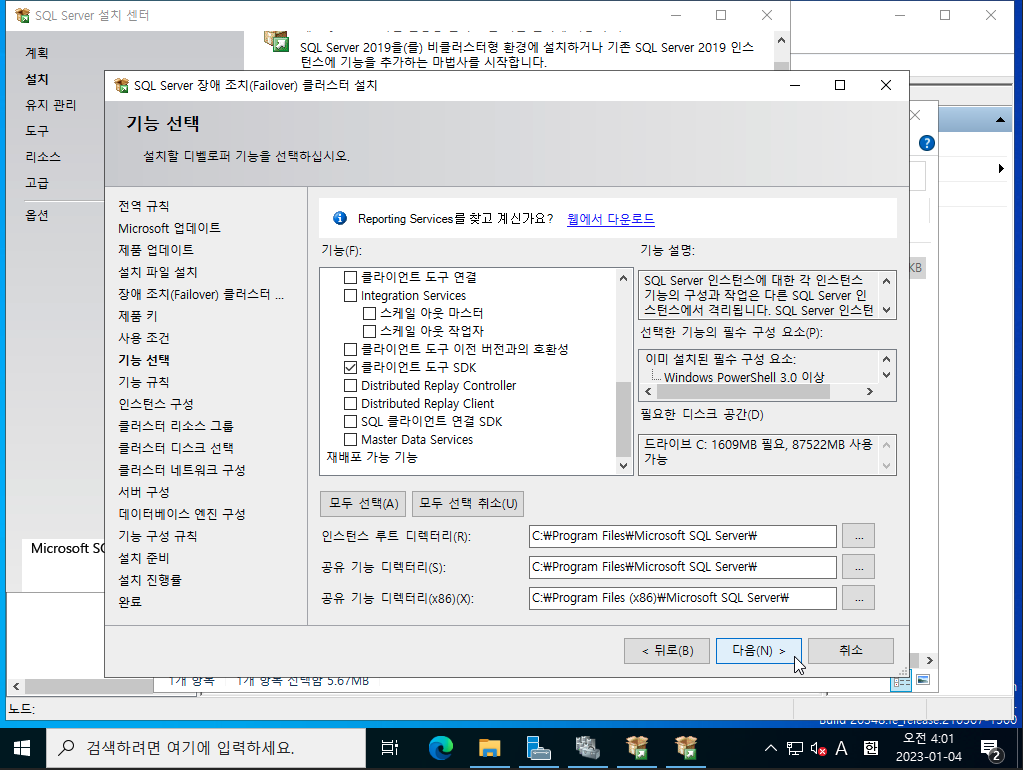 SQL Server 설치 센터
계획
설치
유지 관리
도구
리소스
고급
옵션
SQL Server 2019을(를) 비클러스터형 환경에 설치하거나 기존 SQL Server 2019 인스
턴스에 기능을 추가하는 마법사를 시작합니다.
Microsoft SQ
SQL Server 장애 조치(Failover) 클러스터 설치
기능 선택
설치할 디벨로퍼 기능을 선택하십시오.
전역 규칙
Microsoft 업데이트
제품 업데이트
설치 파일 설치
장애 조치(Failover) 클러스터 ...
제품 키
사용 조건
기능 선택
기능 규칙
인스턴스 구성
클러스터 리소스 그룹
클러스터 디스크 선택
클러스터 네트워크 구성
서버 구성
데이터베이스 엔진 구성
기능 구성 규칙
설치 준비
설치 진행률
완료
Reporting Services를 찾고 계신가요? 웹에서 다운로드
기능(F):
클라이언트 도구 연결
Integration Services
스케일 아웃 마스터
스케일 아웃 작업자
클라이언트 도구 이전 버전과의 호환성
클라이언트 도구 SDK
Distributed Replay Controller
Distributed Replay Client
SQL 클라이언트 연결 SDK
Master Data Services
재배포 가능 기능
기능 설명:
SQL Server 인스턴스에 대한 각 인스턴스
기능의 구성과 작업은 다른 SQL Server 인
스턴스에서 격리됩니다. SQL Server 인스턴
선택한 기능의 필수 구성 요소(P):
이미 설치된 필수 구성 요소:
Windows PowerShell 3.0 이상
필요한 디스크 공간(D)
드라이브 C: 1609MB 필요, 87522MB 사용
가능
모두 선택(A)
모두 선택 취소(U)
인스턴스 루트 디렉터리(R):
C:₩Program Files₩Microsoft SQL Server₩
...
공유 기능 디렉터리(S):
C:₩Program Files₩Microsoft SQL Server₩
...
공유 기능 디렉터리(x86)(X):
C:₩Program Files (x86)₩Microsoft SQL Server₩
...
< 뒤로(B)
다음(N) >
취소
KB
1개 항목
1개 항목 선택함 5.67MB
노드:
Build 20348.fe_release.210507-1500
검색하려면 여기에 입력하세요.
A
한
오전 4:01
2023-01-04
2